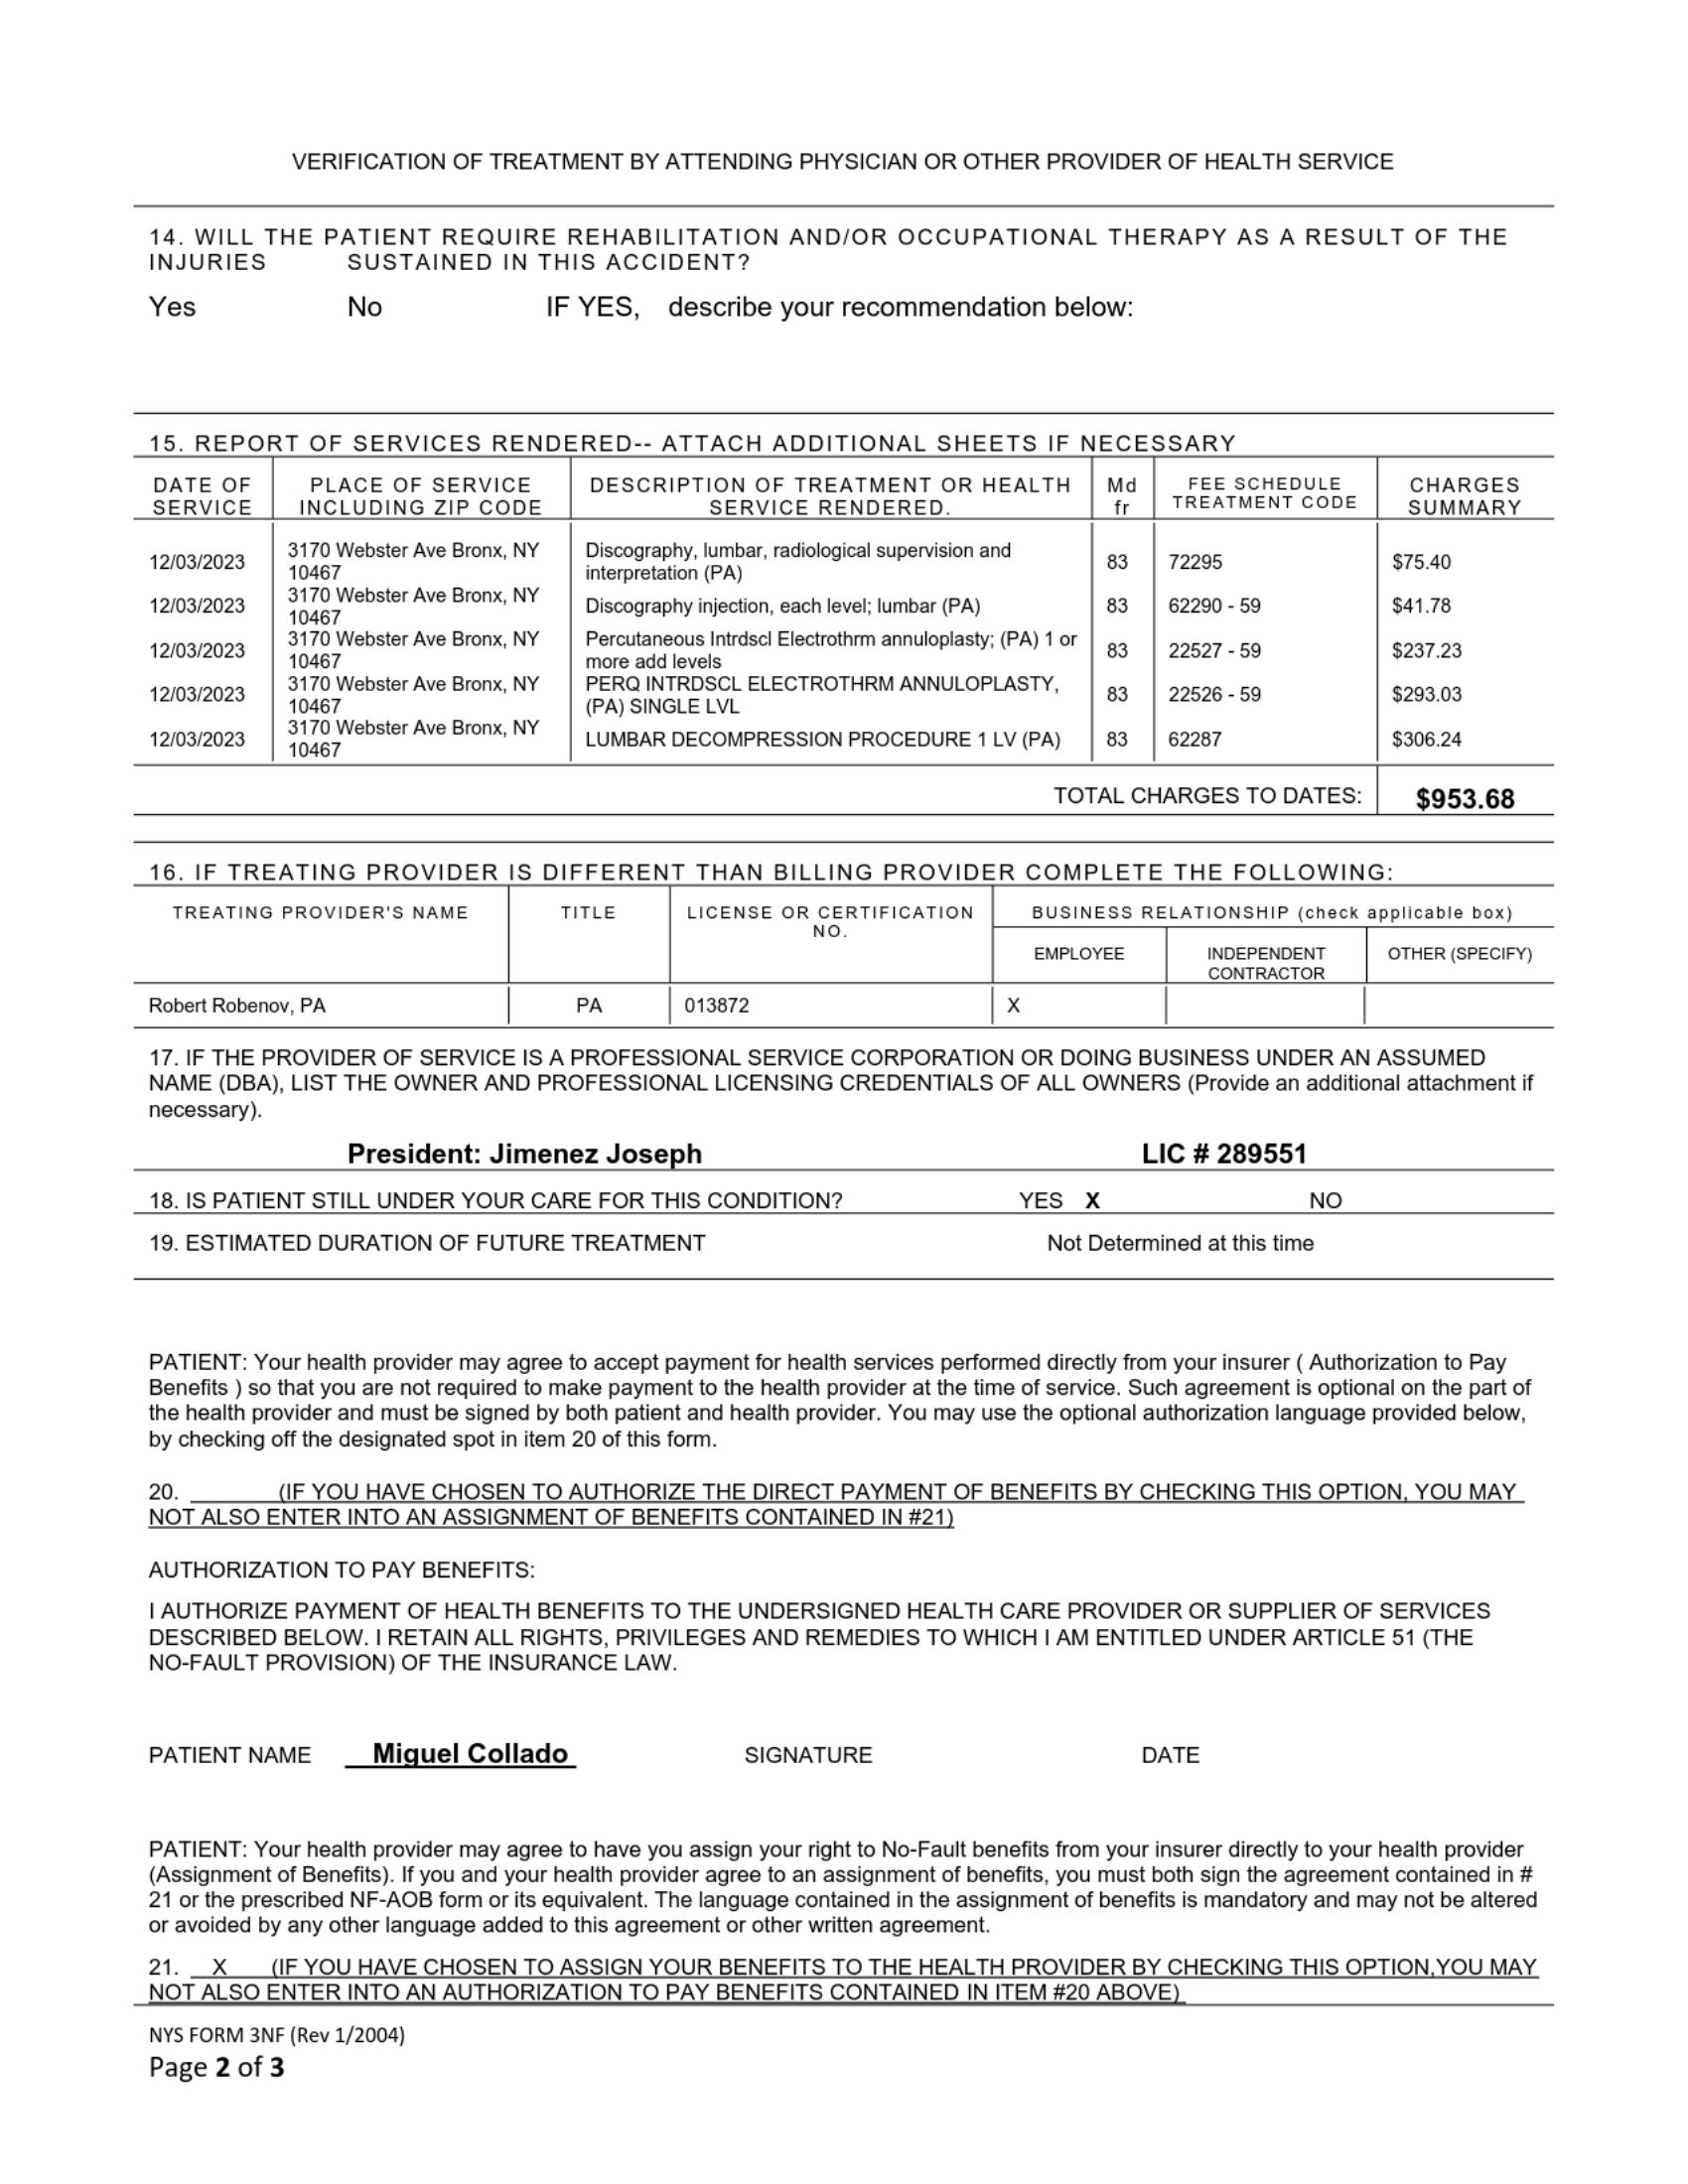 VERIFICATION OF TREATMENT BY ATTENDING PHYSICIAN OR OTHER PROVIDER OF HEALTH SERVICE
14. WILL THE PATIENT REQUIRE REHABILITATION AND/OR OCCUPATIONAL THERAPY AS A RESULT OF THE
INJURIES SUSTAINED IN THIS ACCIDENT?
Yes No IF YES, describe your recommendation below:
15. REPORT OF SERVICES RENDERED-- ATTACH ADDITIONAL SHEETS IF NECESSARY
DATE OF SERVICE PLACE OF SERVICE INCLUDING ZIP CODE DESCRIPTION OF TREATMENT OR HEALTH SERVICE RENDERED. Md fr FEE SCHEDULE TREATMENT CODE CHARGES SUMMARY
12/03/2023 3170 Webster Ave Bronx, NY 10467 Discography, lumbar, radiological supervision and interpretation (PA) 83 72295 $75.40
12/03/2023 3170 Webster Ave Bronx, NY 10467 Discography injection, each level; lumbar (PA) 83 62290 - 59 $41.78
12/03/2023 3170 Webster Ave Bronx, NY 10467 Percutaneous Intrdscl Electrothrm annuloplasty; (PA) 1 or more add levels 83 22527 - 59 $237.23
12/03/2023 3170 Webster Ave Bronx, NY 10467 PERQ INTRDSCL ELECTROTHRM ANNULOPLASTY, (PA) SINGLE LVL 83 22526 - 59 $293.03
12/03/2023 3170 Webster Ave Bronx, NY 10467 LUMBAR DECOMPRESSION PROCEDURE 1 LV (PA) 83 62287 $306.24
TOTAL CHARGES TO DATES: $953.68
16. IF TREATING PROVIDER IS DIFFERENT THAN BILLING PROVIDER COMPLETE THE FOLLOWING:
TREATING PROVIDER'S NAME TITLE LICENSE OR CERTIFICATION NO. BUSINESS RELATIONSHIP (check applicable box)
EMPLOYEE INDEPENDENT CONTRACTOR OTHER (SPECIFY)
Robert Robenov, PA PA 013872 X
17. IF THE PROVIDER OF SERVICE IS A PROFESSIONAL SERVICE CORPORATION OR DOING BUSINESS UNDER AN ASSUMED
NAME (DBA), LIST THE OWNER AND PROFESSIONAL LICENSING CREDENTIALS OF ALL OWNERS (Provide an additional attachment if
necessary).
President: Jimenez Joseph LIC # 289551
18. IS PATIENT STILL UNDER YOUR CARE FOR THIS CONDITION? YES X NO
19. ESTIMATED DURATION OF FUTURE TREATMENT Not Determined at this time
PATIENT: Your health provider may agree to accept payment for health services performed directly from your insurer ( Authorization to Pay
Benefits ) so that you are not required to make payment to the health provider at the time of service. Such agreement is optional on the part of
the health provider and must be signed by both patient and health provider. You may use the optional authorization language provided below,
by checking off the designated spot in item 20 of this form.
20. (IF YOU HAVE CHOSEN TO AUTHORIZE THE DIRECT PAYMENT OF BENEFITS BY CHECKING THIS OPTION, YOU MAY
NOT ALSO ENTER INTO AN ASSIGNMENT OF BENEFITS CONTAINED IN #21)
AUTHORIZATION TO PAY BENEFITS:
I AUTHORIZE PAYMENT OF HEALTH BENEFITS TO THE UNDERSIGNED HEALTH CARE PROVIDER OR SUPPLIER OF SERVICES
DESCRIBED BELOW. I RETAIN ALL RIGHTS, PRIVILEGES AND REMEDIES TO WHICH I AM ENTITLED UNDER ARTICLE 51 (THE
NO-FAULT PROVISION) OF THE INSURANCE LAW.
PATIENT NAME Miguel Collado SIGNATURE DATE
PATIENT: Your health provider may agree to have you assign your right to No-Fault benefits from your insurer directly to your health provider
(Assignment of Benefits). If you and your health provider agree to an assignment of benefits, you must both sign the agreement contained in #
21 or the prescribed NF-AOB form or its equivalent. The language contained in the assignment of benefits is mandatory and may not be altered
or avoided by any other language added to this agreement or other written agreement.
21. X (IF YOU HAVE CHOSEN TO ASSIGN YOUR BENEFITS TO THE HEALTH PROVIDER BY CHECKING THIS OPTION,YOU MAY
NOT ALSO ENTER INTO AN AUTHORIZATION TO PAY BENEFITS CONTAINED IN ITEM #20 ABOVE)
NYS FORM 3NF (Rev 1/2004)
Page 2 of 3